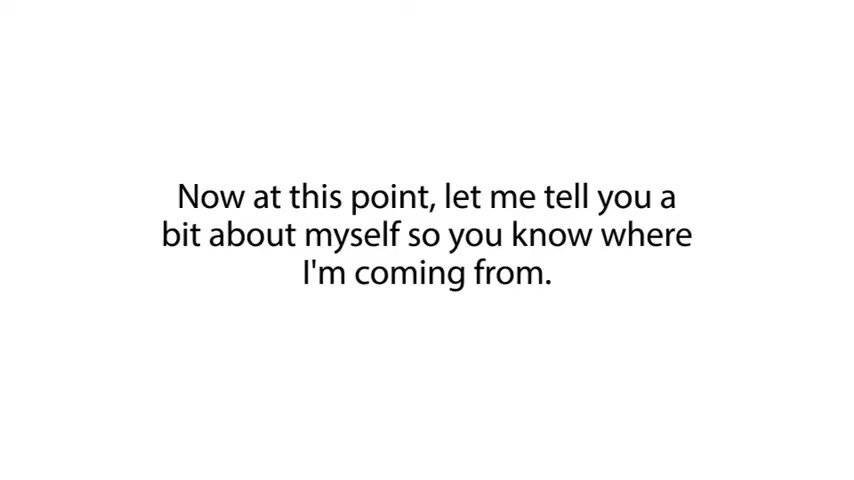 Now at this point, let me tell you a
bit about myself so you know where
I'm coming from.